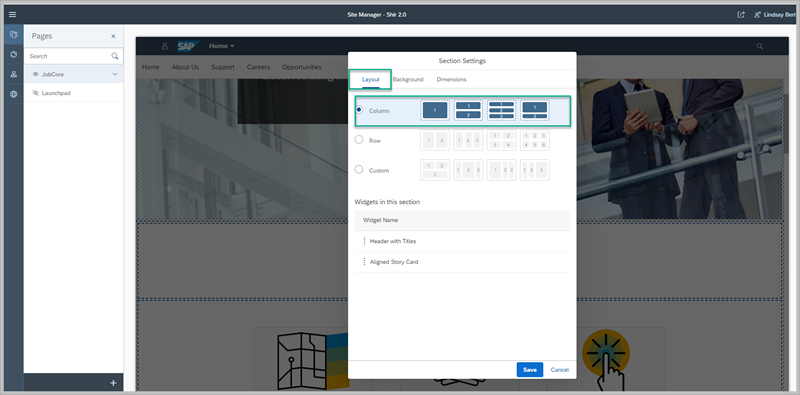 Site Manager - Shir 2.0
Lindsay Bert
Pages
Search
JobCore
Launchpad
SAP
Home
Home About Us Support Careers Opportunities
Section Settings
Layout Background Dimensions
Column 1 1 2 1 2 3 1 2
Row 1 2 1 2 3 1 2 3 4 1 2 3 4 5 6
Custom 1 2 3 1 2 3 1 2 3 1 2 3
Widgets in this section
Widget Name
Header with Titles
Aligned Story Card
Save Cancel